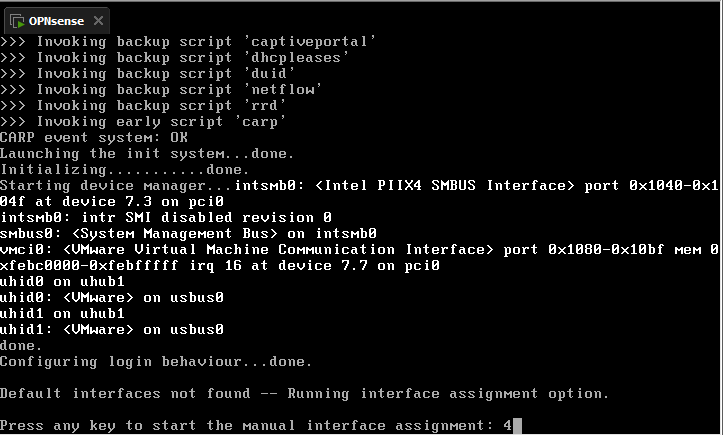 OPNsense
>>> Invoking backup script 'captiveportal'
>>> Invoking backup script 'dhcpleases'
>>> Invoking backup script 'duid'
>>> Invoking backup script 'netflow'
>>> Invoking backup script 'rrd'
>>> Invoking early script 'carp'
CARP event system: OK
Launching the init system...done.
Initializing...........done.
Starting device manager...intsmb0: <Intel PIIX4 SMBUS Interface> port 0x1040-0x1
04f at device 7.3 on pci0
intsmb0: intr SMI disabled revision 0
smbus0: <System Management Bus> on intsmb0
vmci0: <VMware Virtual Machine Communication Interface> port 0x1080-0x10bf mem 0
xfebc0000-0xfebfffff irq 16 at device 7.7 on pci0
uhid0 on uhub1
uhid0: <VMware> on usbus0
uhid1 on uhub1
uhid1: <VMware> on usbus0
done.
Configuring login behaviour...done.
Default interfaces not found -- Running interface assignment option.
Press any key to start the manual interface assignment: 4